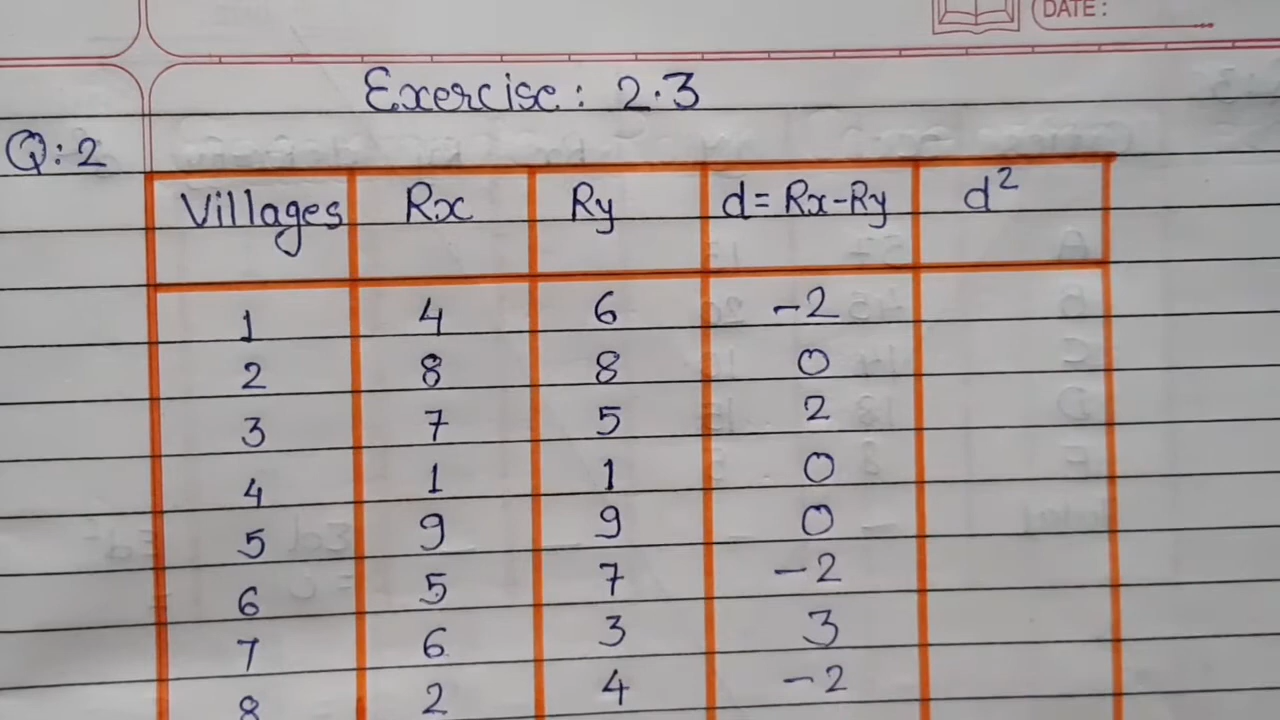 DATE :
Exercise : 2.3
Q:2
Villages Rx Ry d = Rx-Ry d²
1 4 6 -2
2 8 8 0
3 7 5 2
4 1 1 0
5 9 9 0
6 5 7 -2
7 6 3 3
8 2 4 -2